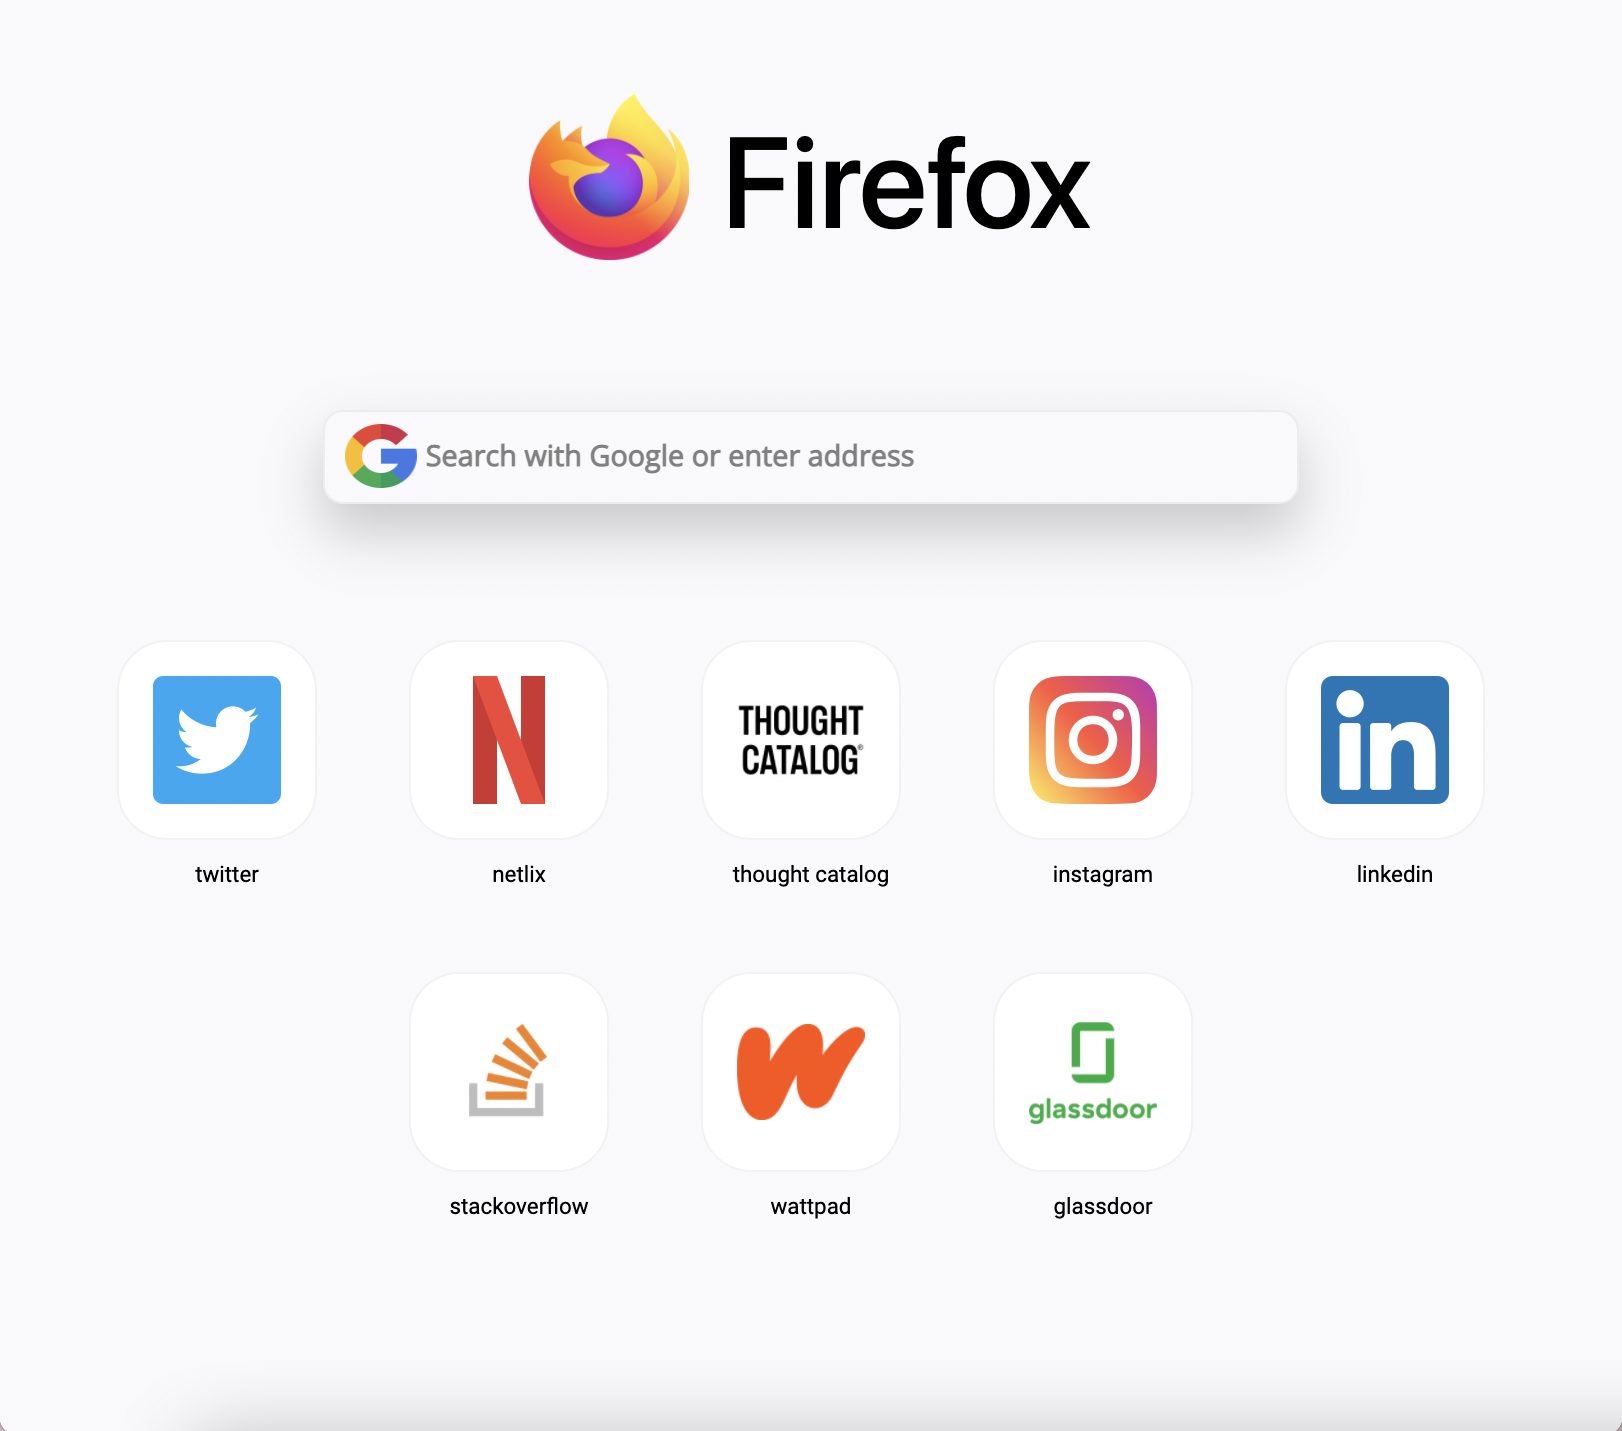 Firefox
Search with Google or enter address
THOUGHT
CATALOG®
twitter
netlix
thought catalog
instagram
in
linkedin
glassdoor
stackoverflow
wattpad
glassdoor